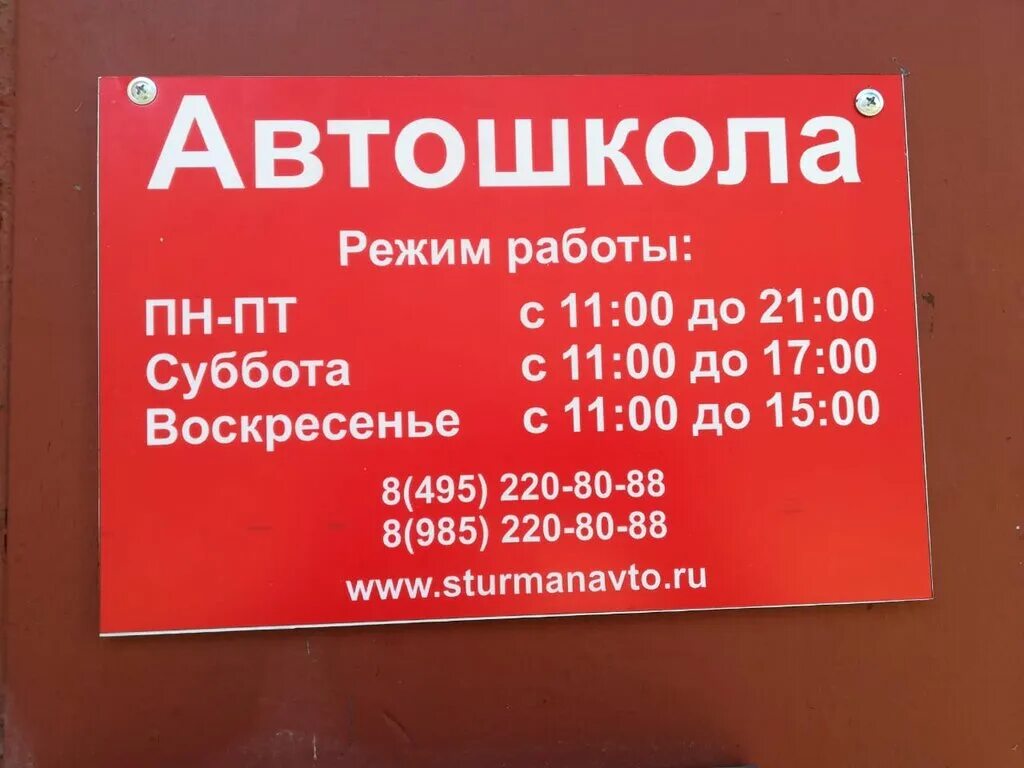 Автошкола
Режим работы:
ПН-ПТ с 11:00 до 21:00
Суббота с 11:00 до 17:00
Воскресенье с 11:00 до 15:00
8(495) 220-80-88
8(985) 220-80-88
www.sturmanavto.ru